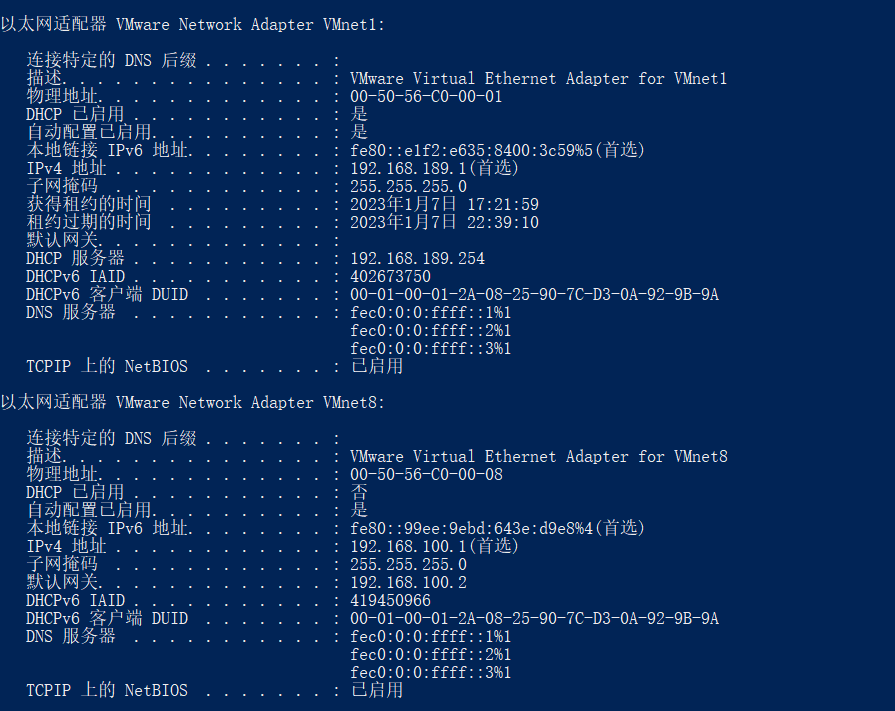 以太网适配器 VMware Network Adapter VMnet1:
连接特定的 DNS 后缀 . . . . . . . :
描述. . . . . . . . . . . . . . . : VMware Virtual Ethernet Adapter for VMnet1
物理地址. . . . . . . . . . . . . : 00-50-56-C0-00-01
DHCP 已启用 . . . . . . . . . . . : 是
自动配置已启用. . . . . . . . . . : 是
本地链接 IPv6 地址. . . . . . . . : fe80::e1f2:e635:8400:3c59%5(首选)
IPv4 地址 . . . . . . . . . . . . : 192.168.189.1(首选)
子网掩码  . . . . . . . . . . . . : 255.255.255.0
获得租约的时间  . . . . . . . . . : 2023年1月7日 17:21:59
租约过期的时间  . . . . . . . . . : 2023年1月7日 22:39:10
默认网关. . . . . . . . . . . . . :
DHCP 服务器 . . . . . . . . . . . : 192.168.189.254
DHCPv6 IAID . . . . . . . . . . . : 402673750
DHCPv6 客户端 DUID  . . . . . . . : 00-01-00-01-2A-08-25-90-7C-D3-0A-92-9B-9A
DNS 服务器  . . . . . . . . . . . : fec0:0:0:ffff::1%1
fec0:0:0:ffff::2%1
fec0:0:0:ffff::3%1
TCPIP 上的 NetBIOS  . . . . . . . : 已启用
以太网适配器 VMware Network Adapter VMnet8:
连接特定的 DNS 后缀 . . . . . . . :
描述. . . . . . . . . . . . . . . : VMware Virtual Ethernet Adapter for VMnet8
物理地址. . . . . . . . . . . . . : 00-50-56-C0-00-08
DHCP 已启用 . . . . . . . . . . . : 否
自动配置已启用. . . . . . . . . . : 是
本地链接 IPv6 地址. . . . . . . . : fe80::99ee:9ebd:643e:d9e8%4(首选)
IPv4 地址 . . . . . . . . . . . . : 192.168.100.1(首选)
子网掩码  . . . . . . . . . . . . : 255.255.255.0
默认网关. . . . . . . . . . . . . : 192.168.100.2
DHCPv6 IAID . . . . . . . . . . . : 419450966
DHCPv6 客户端 DUID  . . . . . . . : 00-01-00-01-2A-08-25-90-7C-D3-0A-92-9B-9A
DNS 服务器  . . . . . . . . . . . : fec0:0:0:ffff::1%1
fec0:0:0:ffff::2%1
fec0:0:0:ffff::3%1
TCPIP 上的 NetBIOS  . . . . . . . : 已启用